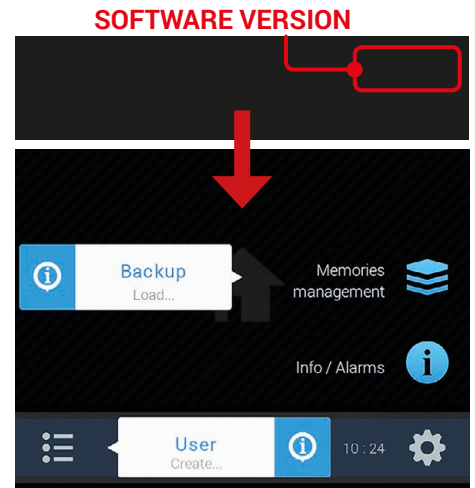 SOFTWARE VERSION
Backup
Load...
Memories
management
Info / Alarms
User
Create...
10 : 24